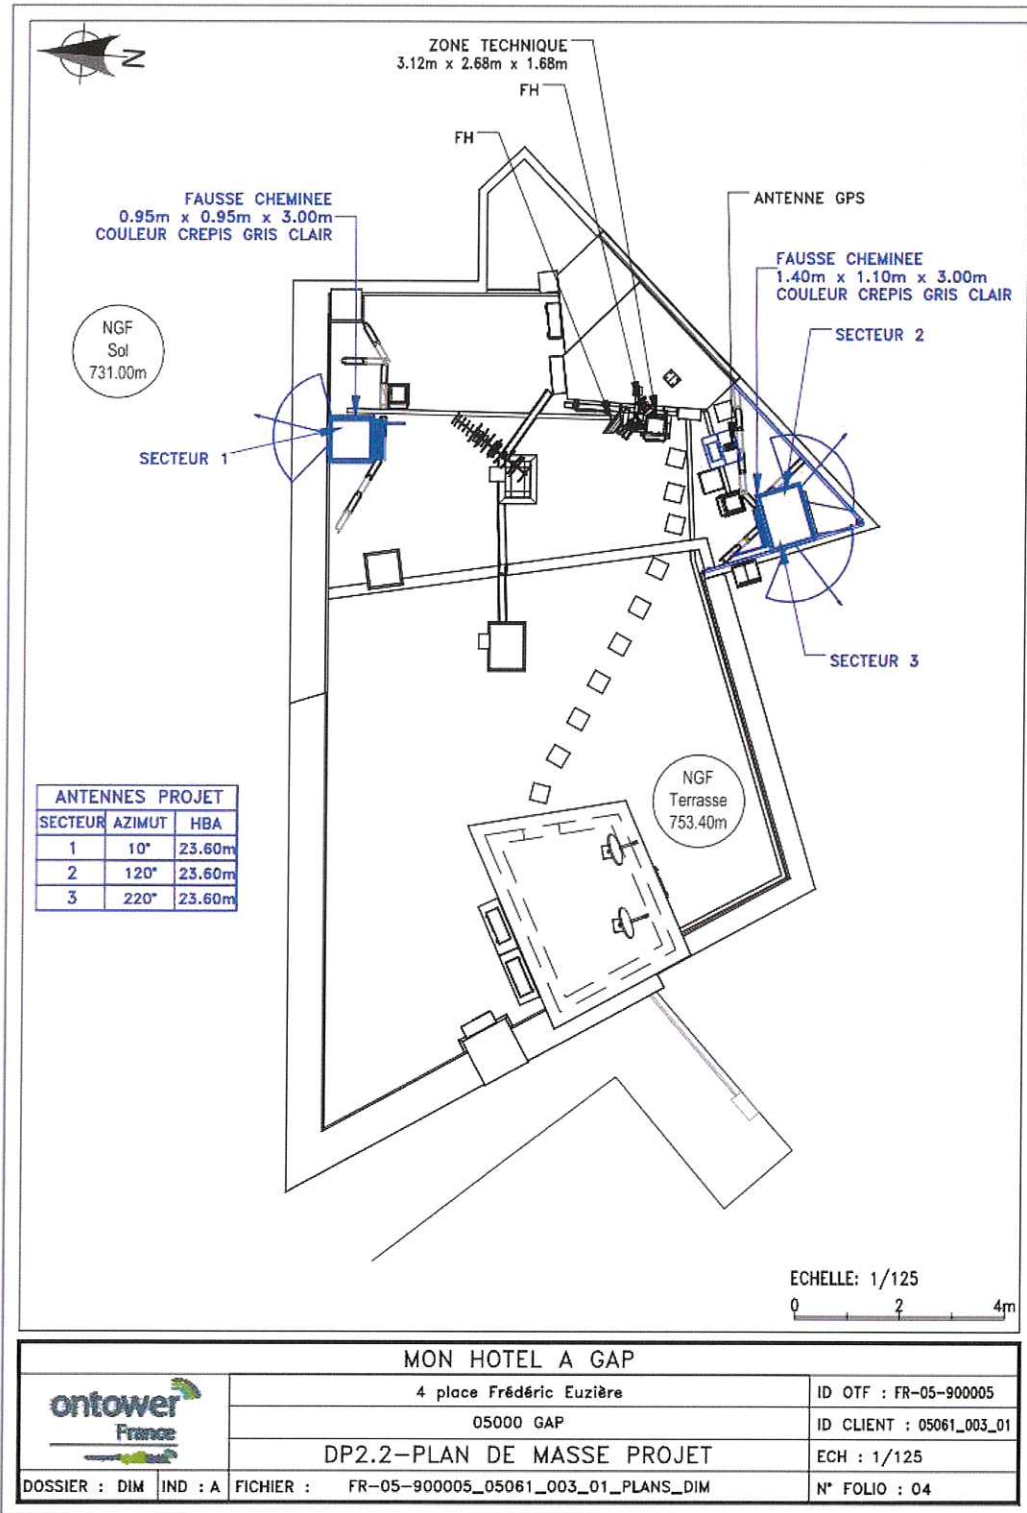 N
ZONE TECHNIQUE
3.12m x 2.68m x 1.68m
FH
FH
ANTENNE GPS
FAUSSE CHEMINEE
0.95m x 0.95m x 3.00m
COULEUR CREPIS GRIS CLAIR
FAUSSE CHEMINEE
1.40m x 1.10m x 3.00m
COULEUR CREPIS GRIS CLAIR
NGF
Sol
731.00m
SECTEUR 2
SECTEUR 1
SECTEUR 3
NGF
Terrasse
753.40m
ANTENNES PROJET
SECTEUR AZIMUT HBA
1 10° 23.60m
2 120° 23.60m
3 220° 23.60m
ECHELLE: 1/125
0 2 4m
MON HOTEL A GAP
ontower
France
4 place Frédéric Euzière
05000 GAP
DP2.2-PLAN DE MASSE PROJET
ID OTF : FR-05-900005
ID CLIENT : 05061_003_01
ECH : 1/125
DOSSIER : DIM IND : A FICHIER : FR-05-900005_05061_003_01_PLANS_DIM N° FOLIO : 04